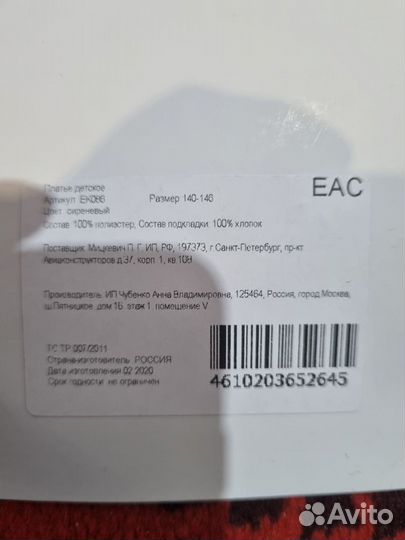 Платье детское
Артикул EK086 Размер 140-146 EAC
Цвет сиреневый
Состав 100% полиэстер, Состав подкладки 100% хлопок
Поставщик Мицкевич П. Г. ИП, РФ, 197373, г.Санкт-Петербург, пр-кт
Авиаконструкторов д 37, корп 1, кв 109
Производитель ИП Чубенко Анна Владимировна, 125464, Россия, город Москва,
ш.Пятницкое дом 16 этаж 1 помещение V
ТС ТР 007/2011
Страна-изготовитель РОССИЯ
Дата изготовления 02 2020
Срок годности не ограничен
4610203652645
Avito